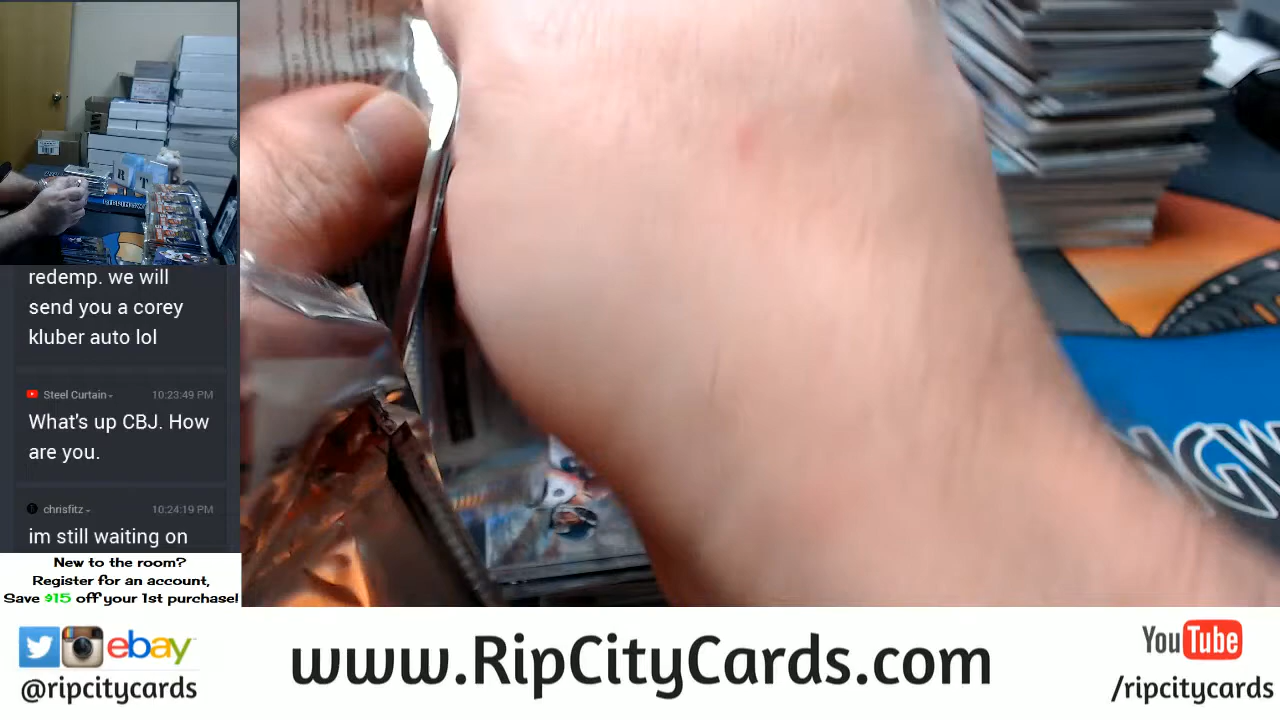 redemp. we will
send you a corey
kluber auto lol
Steel Curtain
10:23:49 PM
What's up CBJ. How
are you.
chrisfitz
10:24:19 PM
im still waiting on
New to the room?
Register for an account,
Save $15 off your 1st purchase!
ebay
@ripcitycards
www.RipCityCards.com
YouTube
/ripcitycards